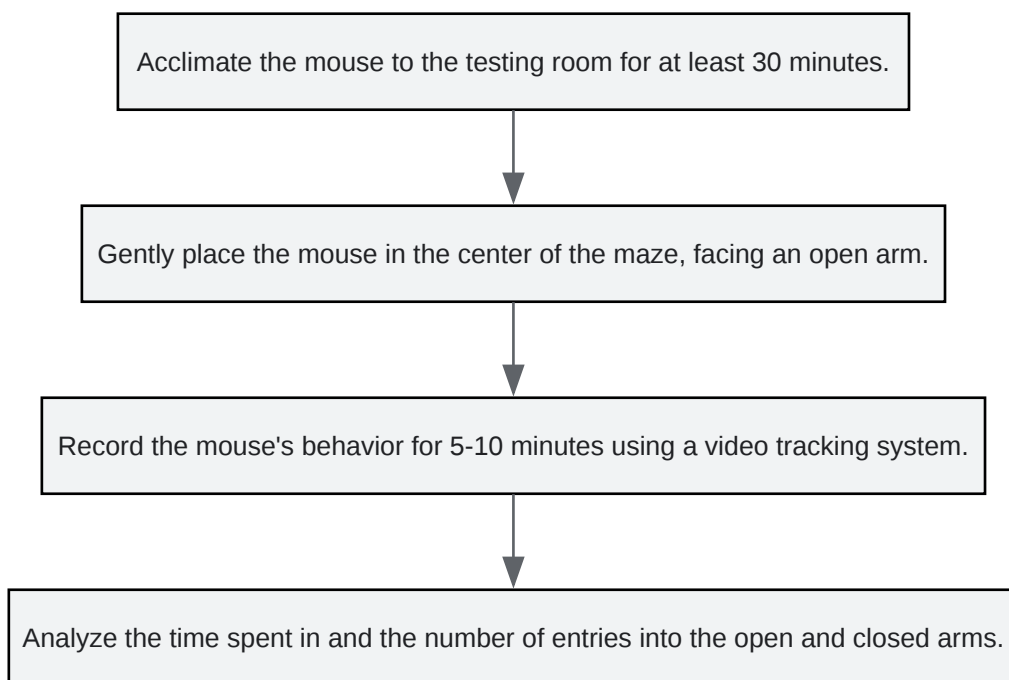 Acclimate the mouse to the testing room for at least 30 minutes.
Gently place the mouse in the center of the maze, facing an open arm.
Record the mouse's behavior for 5-10 minutes using a video tracking system.
Analyze the time spent in and the number of entries into the open and closed arms.